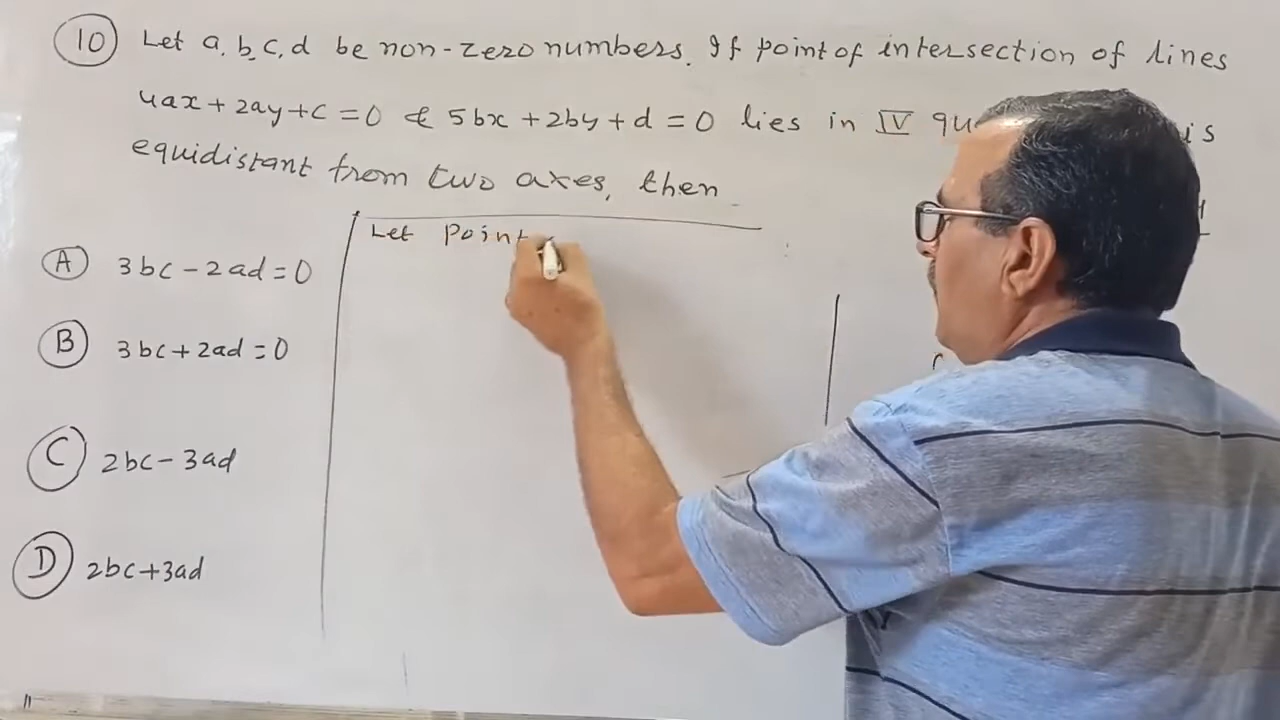 10 Let a, b, c, d be non-zero numbers. If point of intersection of lines
4ax + 2ay + c = 0 & 5bx + 2by + d = 0 lies in IV is
equidistant from two axes, then
Let Point
A 3bc - 2ad = 0
B 3bc + 2ad = 0
C 2bc - 3ad
D 2bc + 3ad